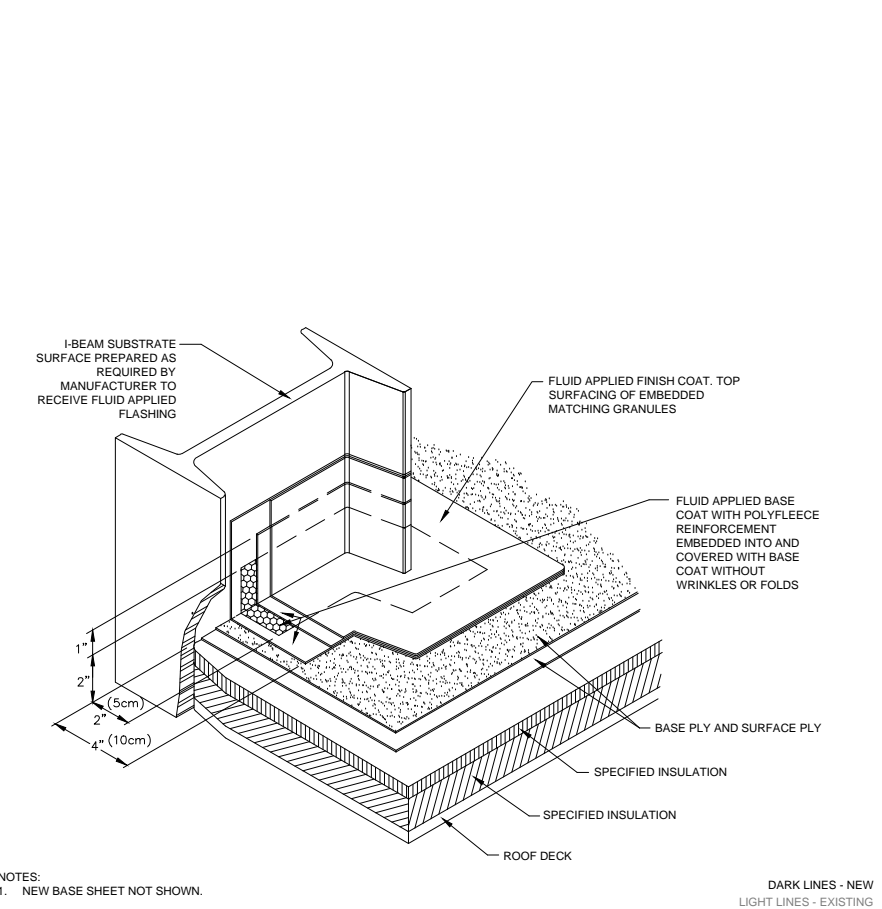 I-BEAM SUBSTRATE
SURFACE PREPARED AS
REQUIRED BY
MANUFACTURER TO
RECEIVE FLUID APPLIED
FLASHING
FLUID APPLIED FINISH COAT. TOP
SURFACING OF EMBEDDED
MATCHING GRANULES
FLUID APPLIED BASE
COAT WITH POLYFLEECE
REINFORCEMENT
EMBEDDED INTO AND
COVERED WITH BASE
COAT WITHOUT
WRINKLES OR FOLDS
1"
2"
(5cm)
2"
4" (10cm)
BASE PLY AND SURFACE PLY
SPECIFIED INSULATION
SPECIFIED INSULATION
ROOF DECK
NOTES:
1. NEW BASE SHEET NOT SHOWN.
DARK LINES - NEW
LIGHT LINES - EXISTING